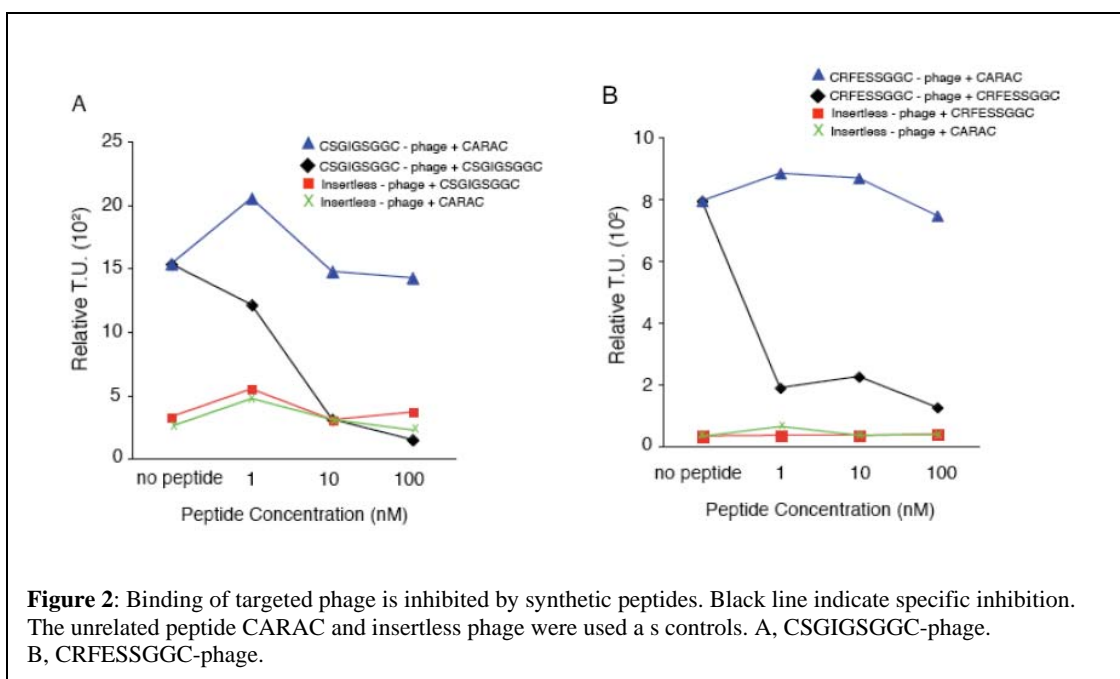 A
CSGIGSGGC - phage + CARAC
CSGIGSGGC - phage + CSGIGSGGC
Insertless - phage + CSGIGSGGC
Insertless - phage + CARAC
25
20
15
10
5
0
Relative T.U. (10²)
no peptide 1 10 100
Peptide Concentration (nM)
B
CRFESSGGC - phage + CARAC
CRFESSGGC - phage + CRFESSGGC
Insertless - phage + CRFESSGGC
Insertless - phage + CARAC
10
8
6
4
2
0
Relative T.U. (10²)
no peptide 1 10 100
Peptide Concentration (nM)
Figure 2: Binding of targeted phage is inhibited by synthetic peptides. Black line indicate specific inhibition.
The unrelated peptide CARAC and insertless phage were used a s controls. A, CSGIGSGGC-phage.
B, CRFESSGGC-phage.